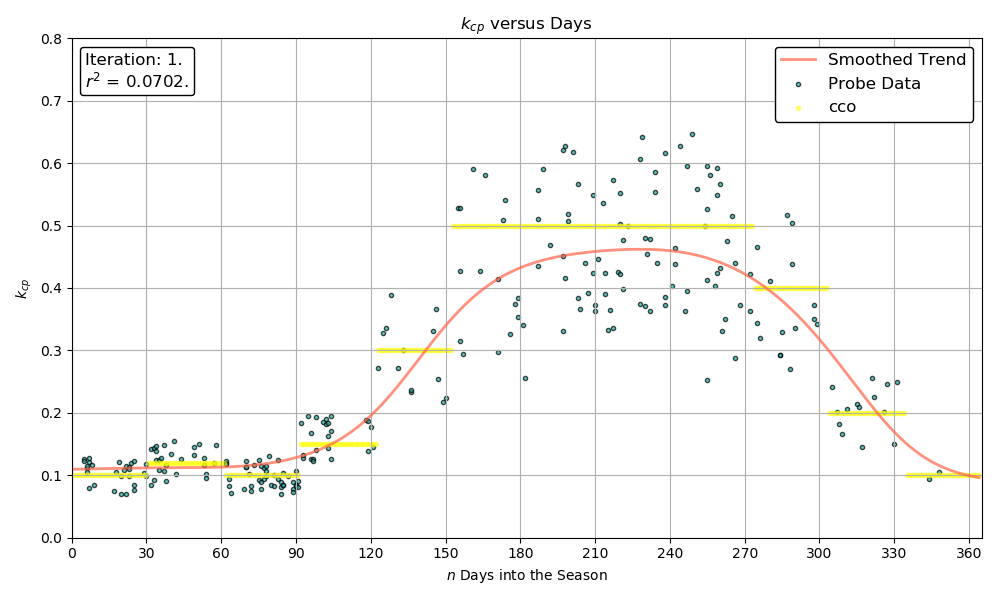 k_cp versus Days
Iteration: 1.
r² = 0.0702.
Smoothed Trend
Probe Data
cco
0.8
0.7
0.6
0.5
0.4
0.3
0.2
0.1
0.0
k_cp
0 30 60 90 120 150 180 210 240 270 300 330 360
n Days into the Season